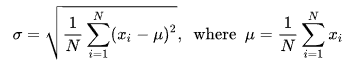 σ = √(1/N ∑_{i=1}^{N} (x_i − μ)²), where μ = 1/N ∑_{i=1}^{N} x_i